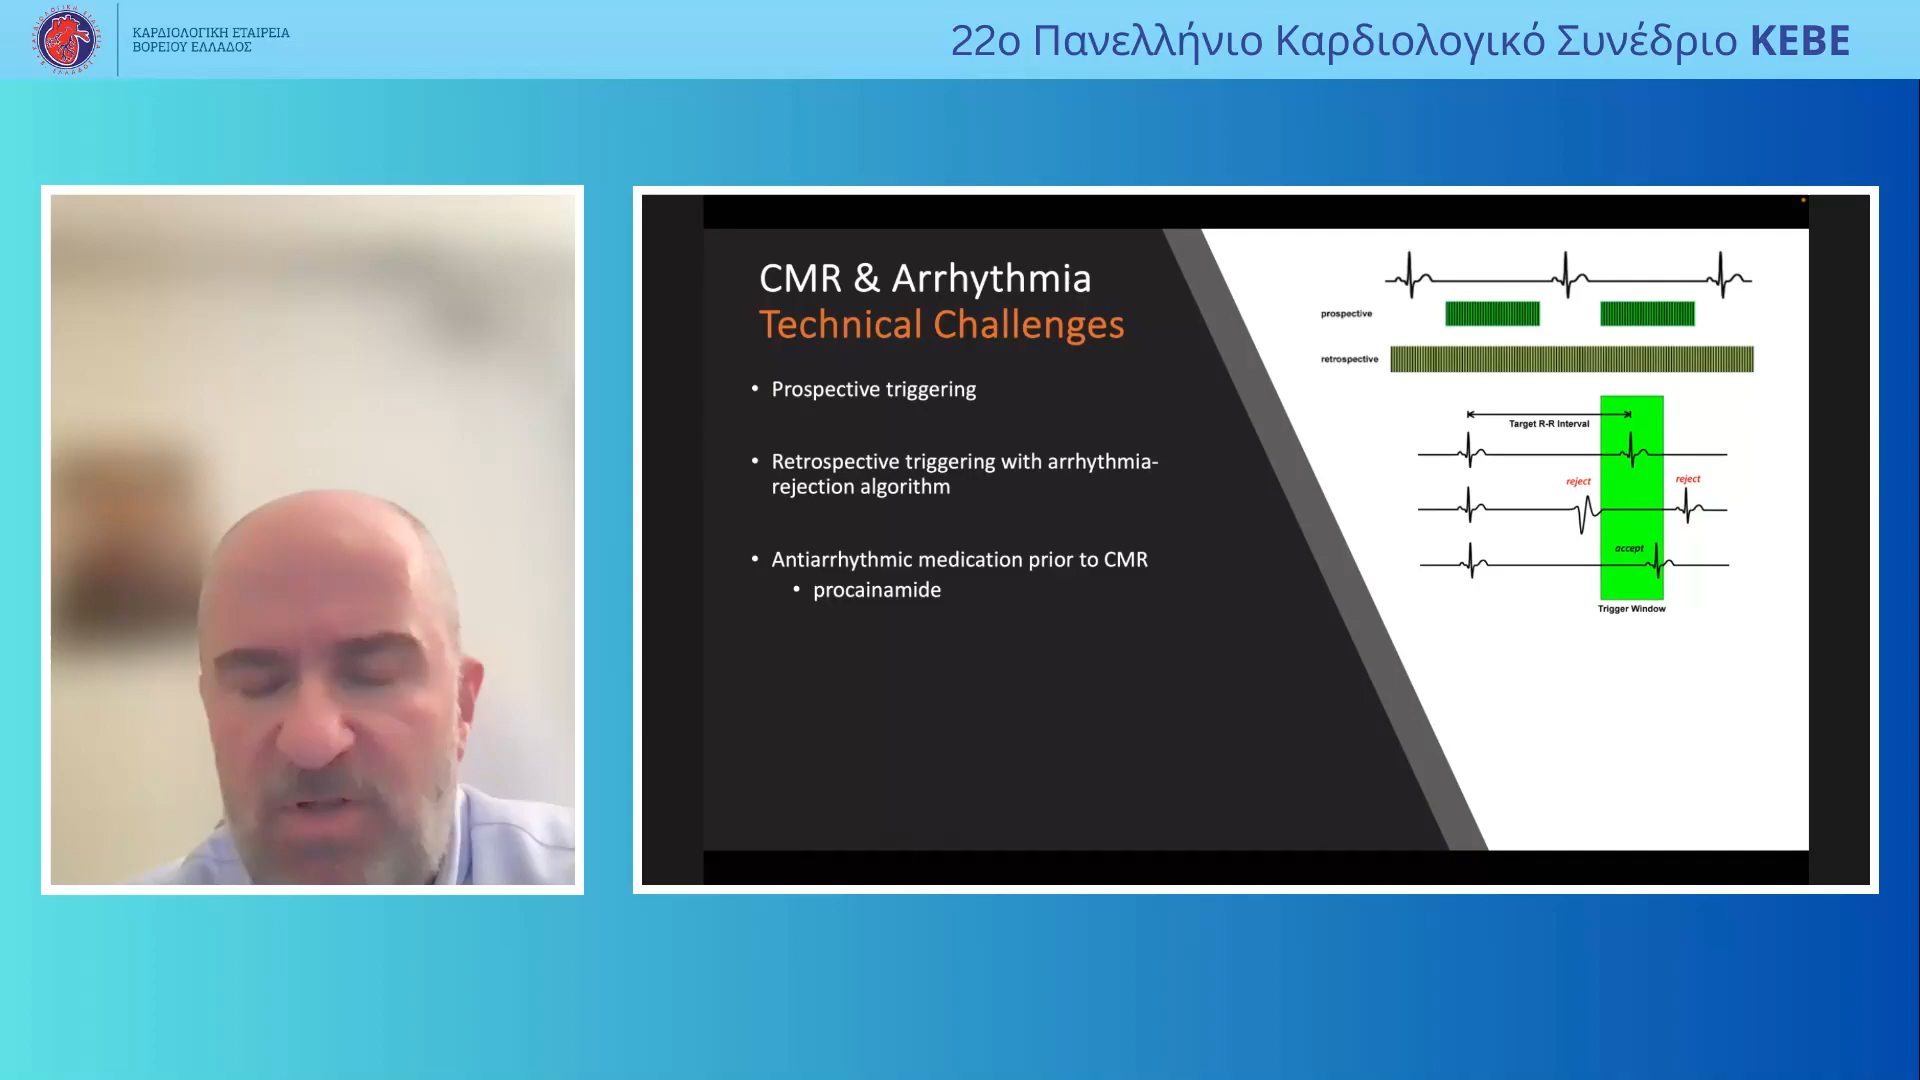 ΚΑΡΔΙΟΛΟΓΙΚΗ ΕΤΑΙΡΕΙΑ
ΒΟΡΕΙΟΥ ΕΛΛΑΔΟΣ
22ο Πανελλήνιο Καρδιολογικό Συνέδριο ΚΕΒΕ
CMR & Arrhythmia
Technical Challenges
• Prospective triggering
• Retrospective triggering with arrhythmia-
rejection algorithm
• Antiarrhythmic medication prior to CMR
• procainamide
prospective
retrospective
Target R-R Interval
reject
reject
accept
Trigger Window